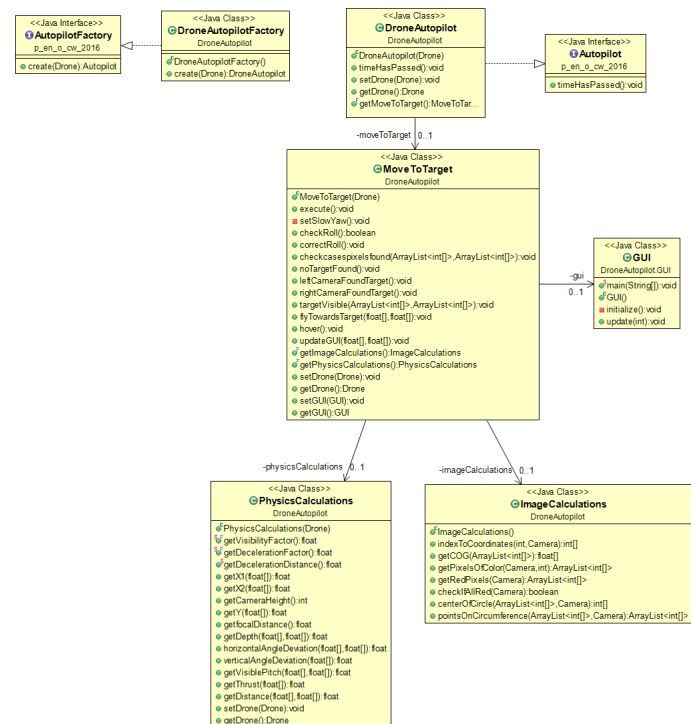 <<Java Interface>>
AutopilotFactory
p_en_o_cw_2016
create(Drone):Autopilot
<<Java Class>>
DroneAutopilotFactory
DroneAutopilot
DroneAutopilotFactory()
create(Drone):DroneAutopilot
<<Java Class>>
DroneAutopilot
DroneAutopilot
DroneAutopilot(Drone)
timeHasPassed():void
setDrone(Drone):void
getDrone():Drone
getMoveToTarget():MoveToTar...
<<Java Interface>>
Autopilot
p_en_o_cw_2016
timeHasPassed():void
-moveToTarget 0..1
<<Java Class>>
MoveToTarget
DroneAutopilot
MoveToTarget(Drone)
execute():void
setSlowYaw():void
checkRoll():boolean
correctRoll():void
checkcasespixelsfound(ArrayList<int[]>,ArrayList<int[]>):void
noTargetFound():void
leftCameraFoundTarget():void
rightCameraFoundTarget():void
targetVisible(ArrayList<int[]>,ArrayList<int[]>):void
flyTowardsTarget(float[],float[]):void
hover():void
updateGUI(float[],float[]):void
getImageCalculations():ImageCalculations
getPhysicsCalculations():PhysicsCalculations
setDrone(Drone):void
getDrone():Drone
setGUI(GUI):void
getGUI():GUI
-gui
0..1
<<Java Class>>
GUI
DroneAutopilot.GUI
main(String[]):void
GUI()
initialize():void
update(int):void
-physicsCalculations 0..1
-imageCalculations 0..1
<<Java Class>>
PhysicsCalculations
DroneAutopilot
PhysicsCalculations(Drone)
getVisibilityFactor():float
getDecelerationFactor():float
getDecelerationDistance():float
getX1(float[]):float
getX2(float[]):float
getCameraHeight():int
getY(float[]):float
getfocalDistance():float
getDepth(float[],float[]):float
horizontalAngleDeviation(float[],float[]):float
verticalAngleDeviation(float[]):float
getVisiblePitch(float[],float[]):float
getThrust(float[]):float
getDistance(float[],float[]):float
setDrone(Drone):void
getDrone():Drone
<<Java Class>>
ImageCalculations
DroneAutopilot
ImageCalculations()
indexToCoordinates(int,Camera):int[]
getCOG(ArrayList<int[]>):float[]
getPixelsOfColor(Camera,int):ArrayList<int[]>
getRedPixels(Camera):ArrayList<int[]>
checkIfAllRed(Camera):boolean
centerOfCircle(ArrayList<int[]>,Camera):int[]
pointsOnCircumference(ArrayList<int[]>,Camera):ArrayList<int[]>